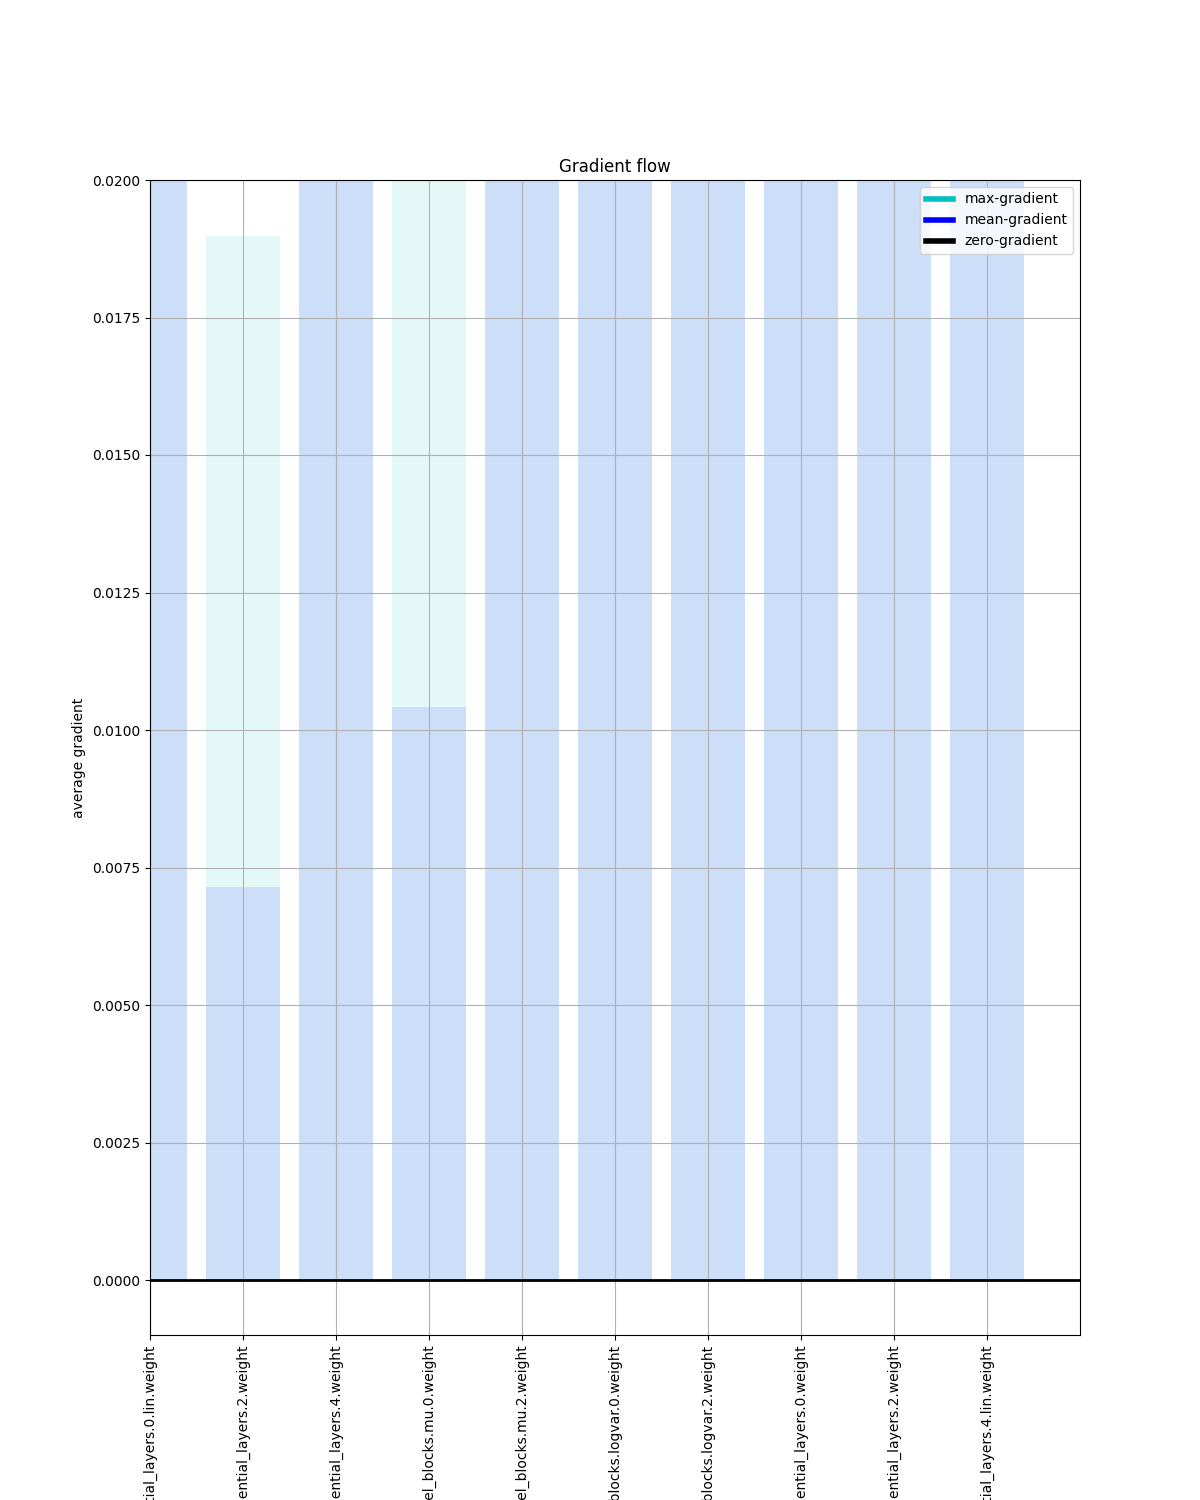 Gradient flow
max-gradient
mean-gradient
zero-gradient
average gradient
0.0200
0.0175
0.0150
0.0125
0.0100
0.0075
0.0050
0.0025
0.0000
tial_layers.0.lin.weight
ential_layers.2.weight
ential_layers.4.weight
el_blocks.mu.0.weight
el_blocks.mu.2.weight
blocks.logvar.0.weight
blocks.logvar.2.weight
ential_layers.0.weight
ential_layers.2.weight
tial_layers.4.lin.weight